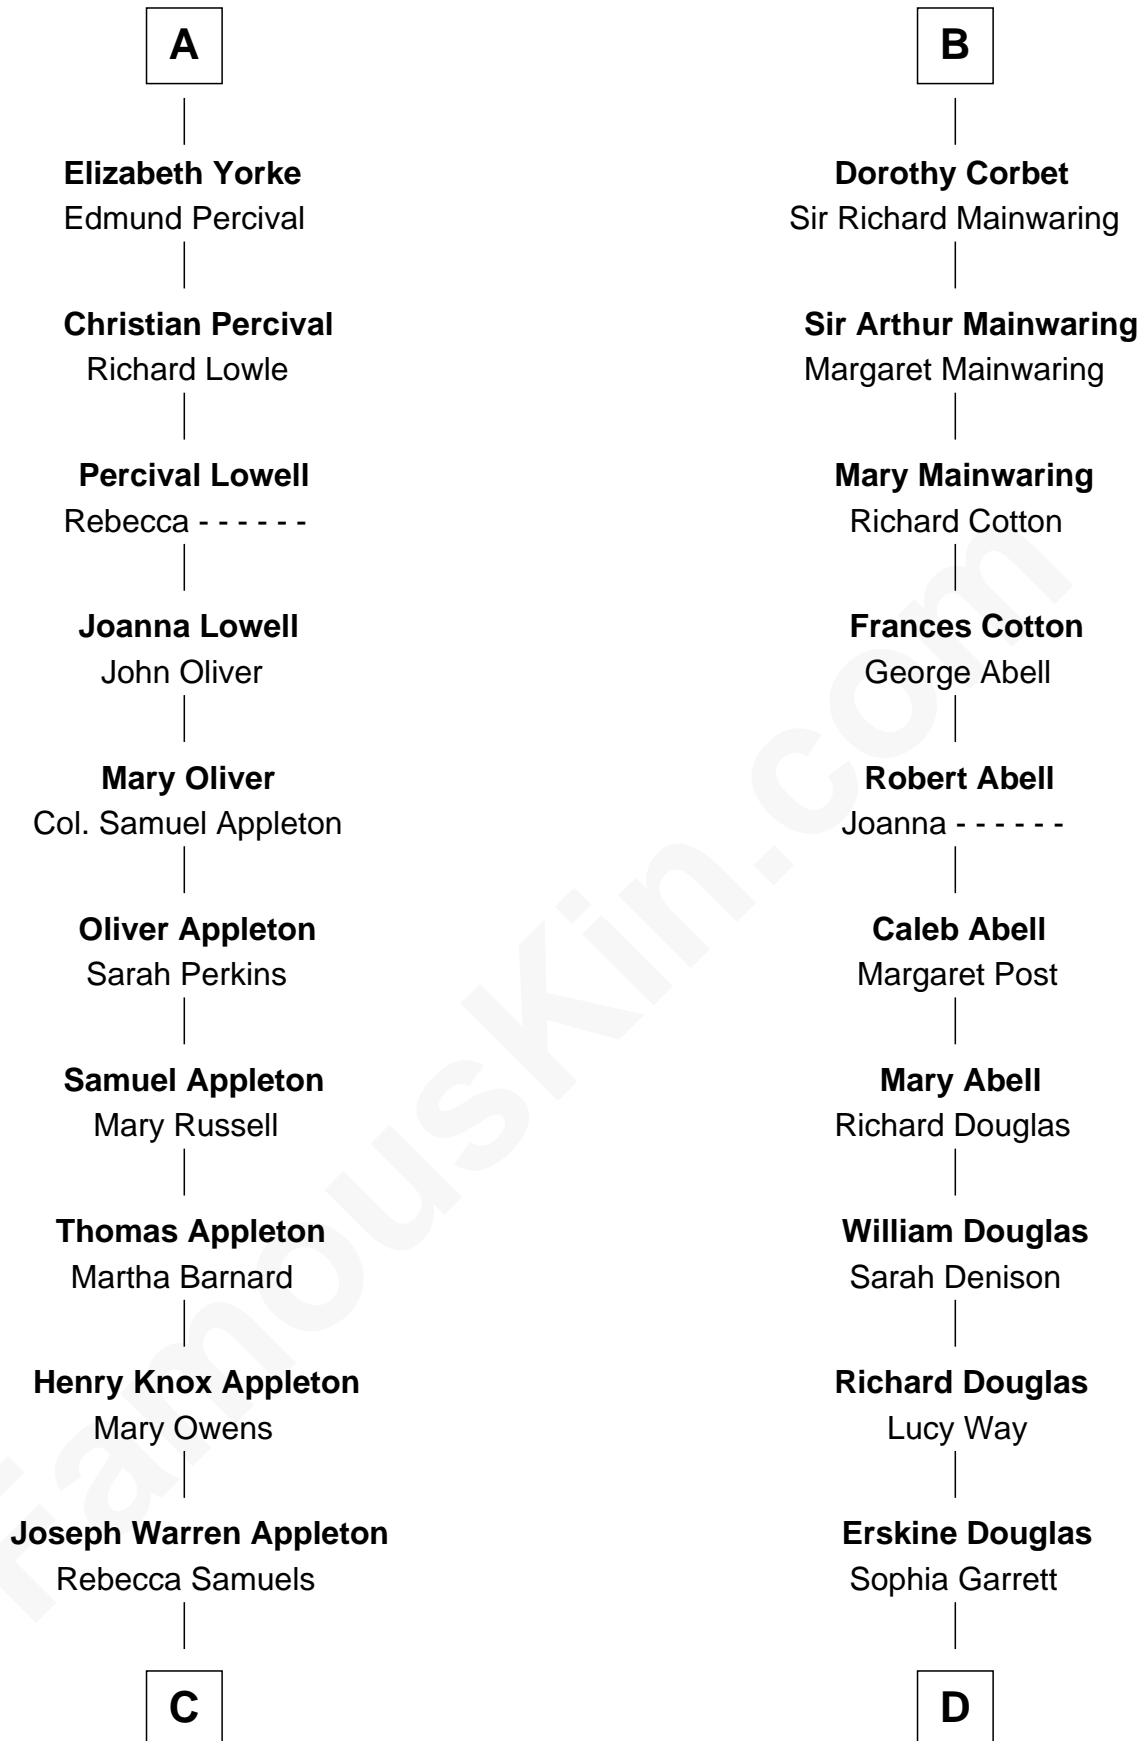 A
Elizabeth Yorke
Edmund Percival
Christian Percival
Richard Lowle
Percival Lowell
Rebecca - - - - - -
Joanna Lowell
John Oliver
Mary Oliver
Col. Samuel Appleton
Oliver Appleton
Sarah Perkins
Samuel Appleton
Mary Russell
Thomas Appleton
Martha Barnard
Henry Knox Appleton
Mary Owens
Joseph Warren Appleton
Rebecca Samuels
C
B
Dorothy Corbet
Sir Richard Mainwaring
Sir Arthur Mainwaring
Margaret Mainwaring
Mary Mainwaring
Richard Cotton
Frances Cotton
George Abell
Robert Abell
Joanna - - - - - -
Caleb Abell
Margaret Post
Mary Abell
Richard Douglas
William Douglas
Sarah Denison
Richard Douglas
Lucy Way
Erskine Douglas
Sophia Garrett
D
FamousKin.com